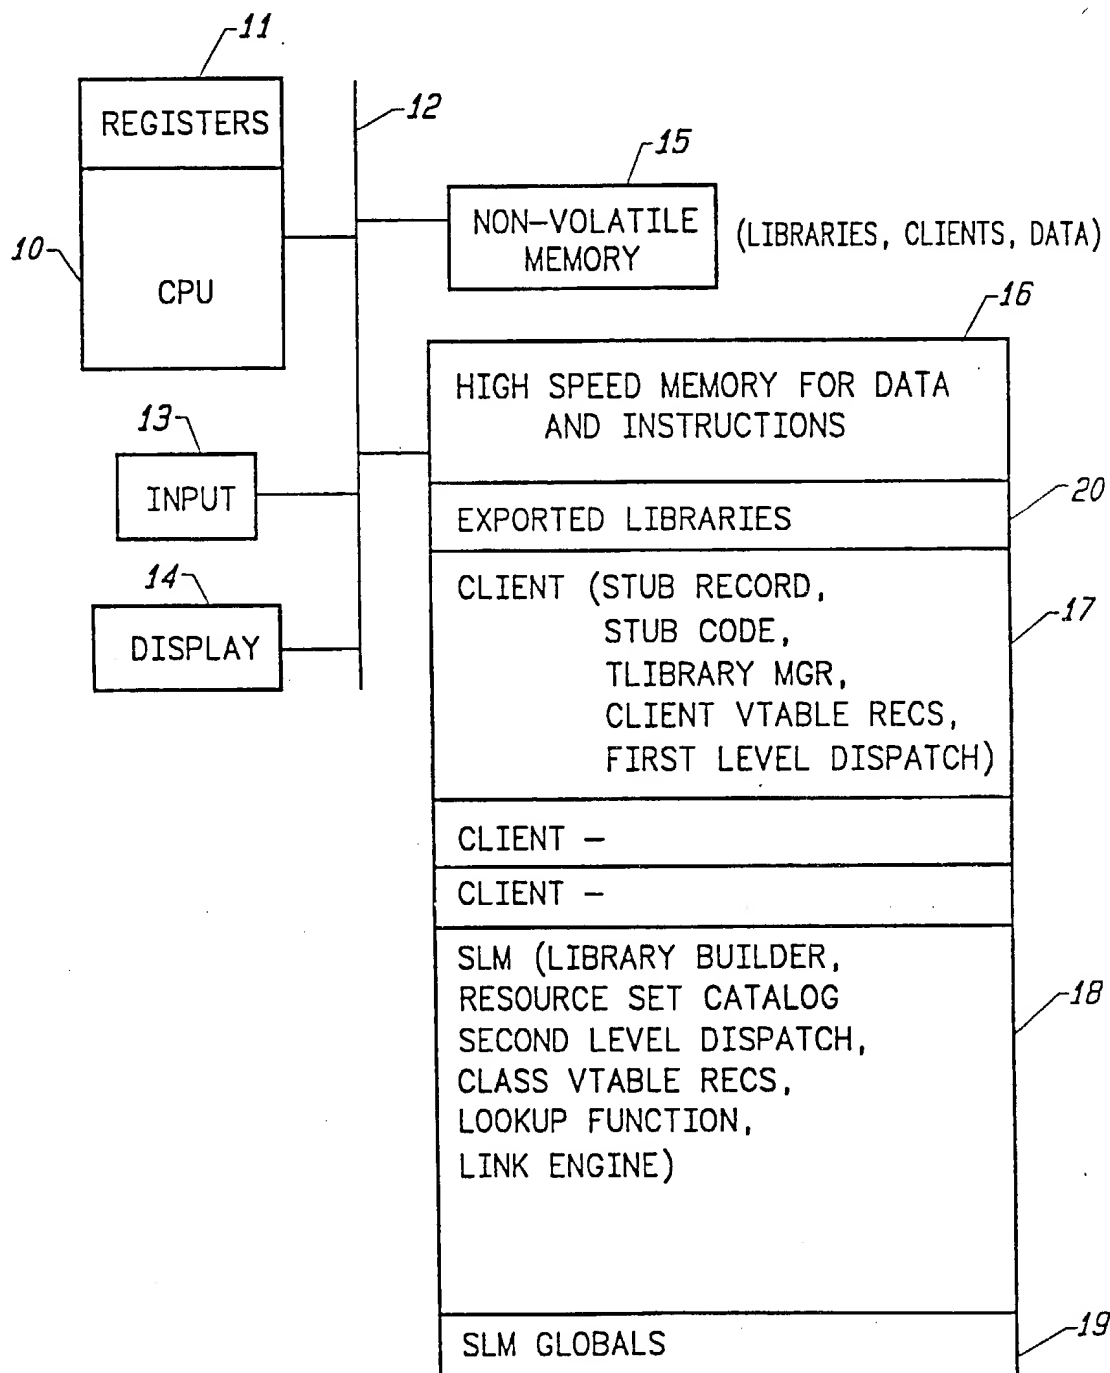 11
REGISTERS
12
15
NON-VOLATILE
MEMORY
(LIBRARIES, CLIENTS, DATA)
10
CPU
16
HIGH SPEED MEMORY FOR DATA
AND INSTRUCTIONS
13
INPUT
20
EXPORTED LIBRARIES
14
DISPLAY
CLIENT (STUB RECORD,
17
STUB CODE,
TLIBRARY MGR,
CLIENT VTABLE RECS,
FIRST LEVEL DISPATCH)
CLIENT –
CLIENT –
SLM (LIBRARY BUILDER,
RESOURCE SET CATALOG
18
SECOND LEVEL DISPATCH,
CLASS VTABLE RECS,
LOOKUP FUNCTION,
LINK ENGINE)
SLM GLOBALS
19